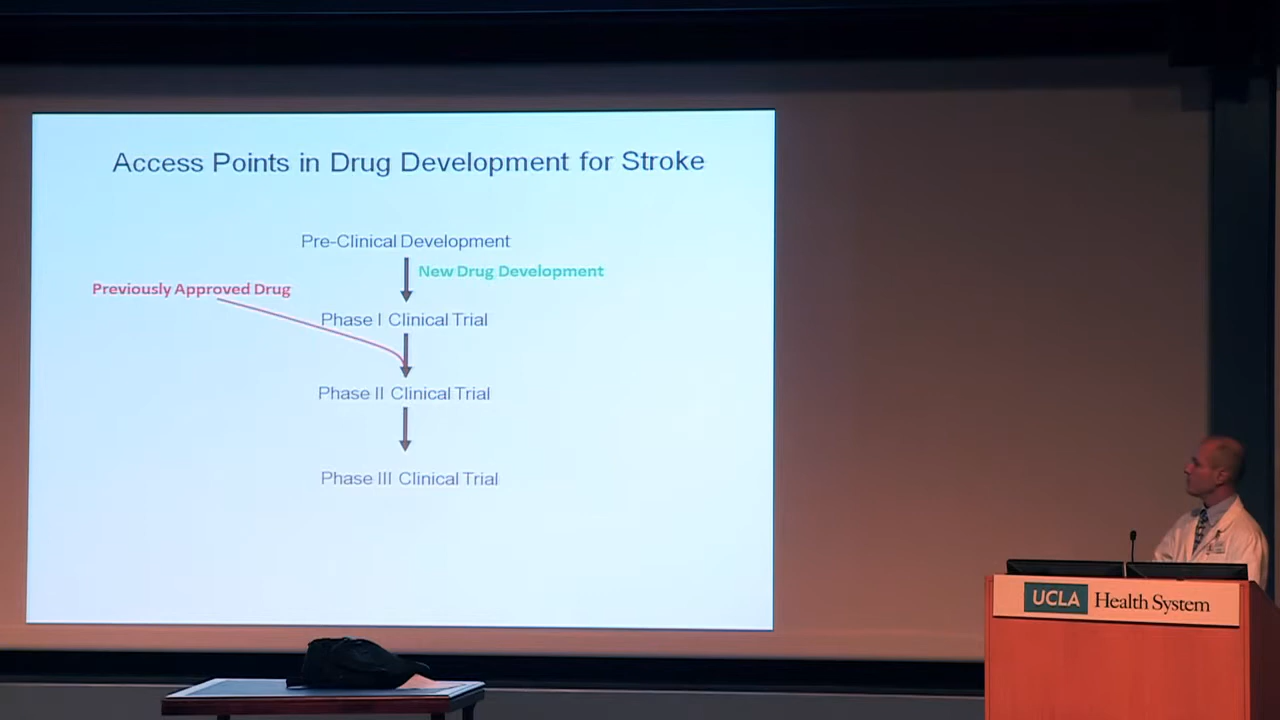 Access Points in Drug Development for Stroke
Pre-Clinical Development
New Drug Development
Previously Approved Drug
Phase I Clinical Trial
Phase II Clinical Trial
Phase III Clinical Trial
UCLA Health System